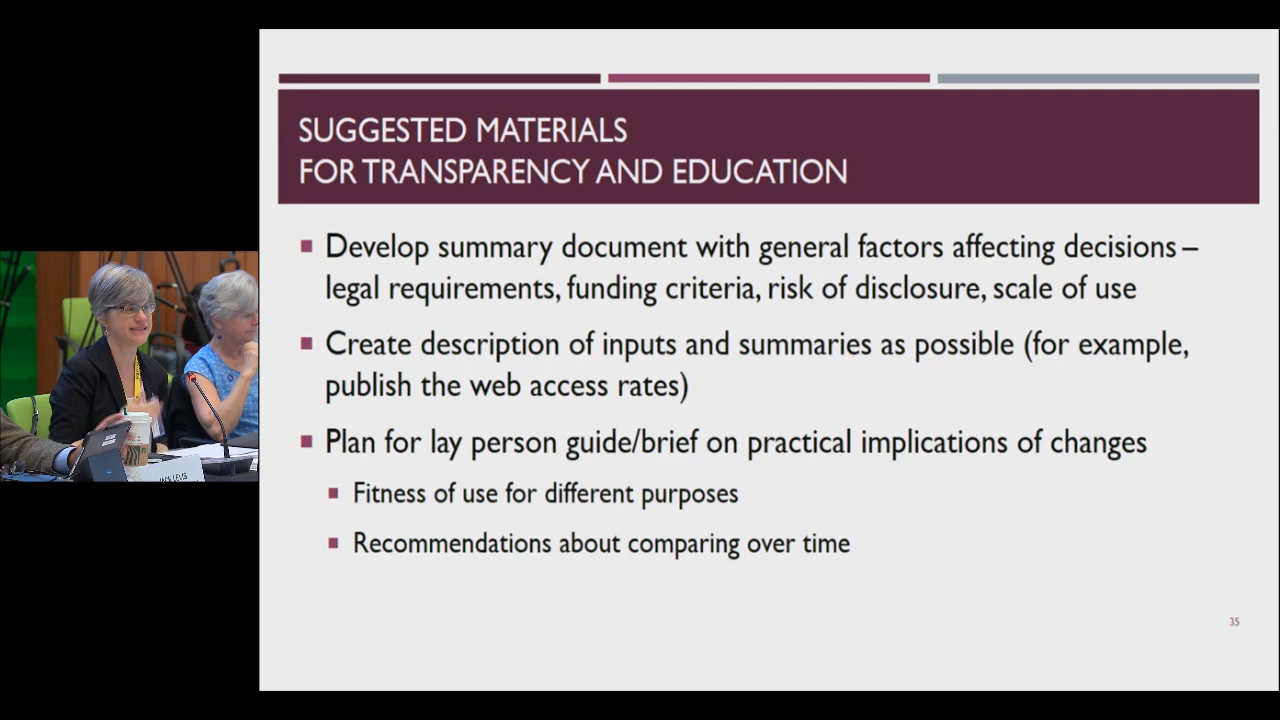 SUGGESTED MATERIALS
FOR TRANSPARENCY AND EDUCATION
Develop summary document with general factors affecting decisions –
legal requirements, funding criteria, risk of disclosure, scale of use
Create description of inputs and summaries as possible (for example,
publish the web access rates)
Plan for lay person guide/brief on practical implications of changes
Fitness of use for different purposes
Recommendations about comparing over time
35
JACK LEVIS